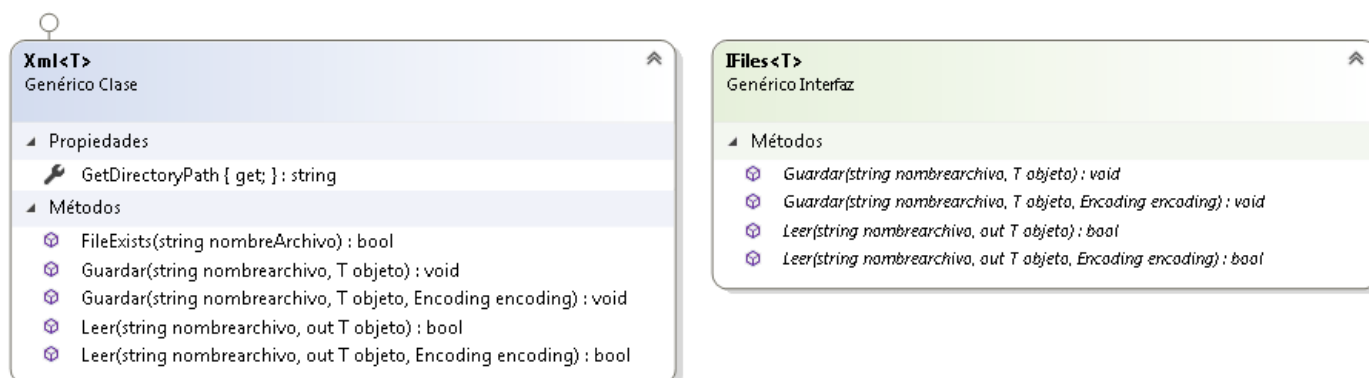 Xml<T>
Genérico Clase
Propiedades
GetDirectoryPath { get; } : string
Métodos
FileExists(string nombreArchivo) : bool
Guardar(string nombrearchivo, T objeto) : void
Guardar(string nombrearchivo, T objeto, Encoding encoding) : void
Leer(string nombrearchivo, out T objeto) : bool
Leer(string nombrearchivo, out T objeto, Encoding encoding) : bool
IFiles<T>
Genérico Interfaz
Métodos
Guardar(string nombrearchivo, T objeto) : void
Guardar(string nombrearchivo, T objeto, Encoding encoding) : void
Leer(string nombrearchivo, out T objeto) : bool
Leer(string nombrearchivo, out T objeto, Encoding encoding) : bool